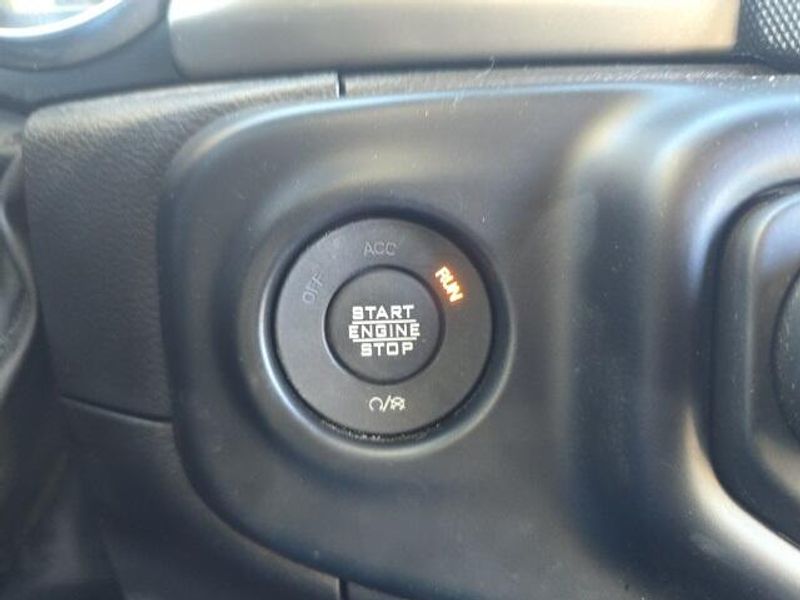 ACC
OFF
RUN
START
ENGINE
STOP